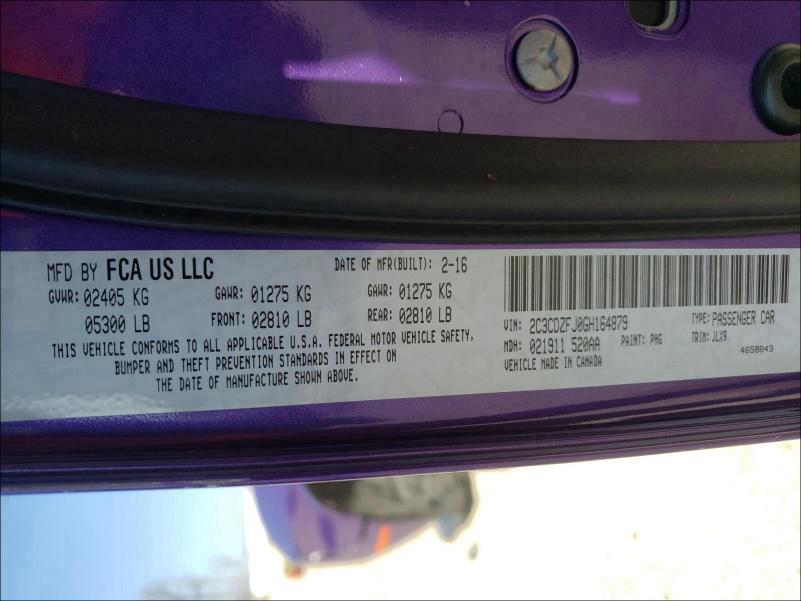 MFD BY FCA US LLC DATE OF MFR(BUILT): 2-16
GVWR: 02405 KG GAWR: 01275 KG GAWR: 01275 KG
05300 LB FRONT: 02810 LB REAR: 02810 LB
THIS VEHICLE CONFORMS TO ALL APPLICABLE U.S.A. FEDERAL MOTOR VEHICLE SAFETY,
BUMPER AND THEFT PREVENTION STANDARDS IN EFFECT ON
THE DATE OF MANUFACTURE SHOWN ABOVE.
VIN: 2C3CDZFJ0GH164879 TYPE: PASSENGER CAR
MDH: 021911 520AA PAINT: PHG TRIM: JLX9
VEHICLE MADE IN CANADA 4658643